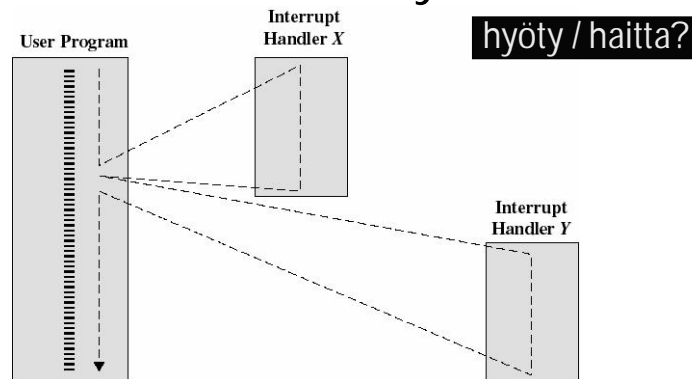 Interrupt
Handler X
hyöty / haitta?
User Program
Interrupt
Handler Y